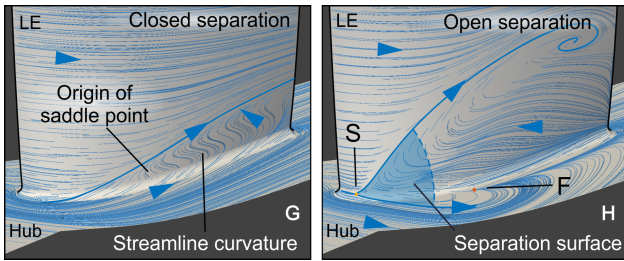 LE
Closed separation
Origin of
saddle point
G
Hub
Streamline curvature
LE
Open separation
S
F
H
Hub
Separation surface